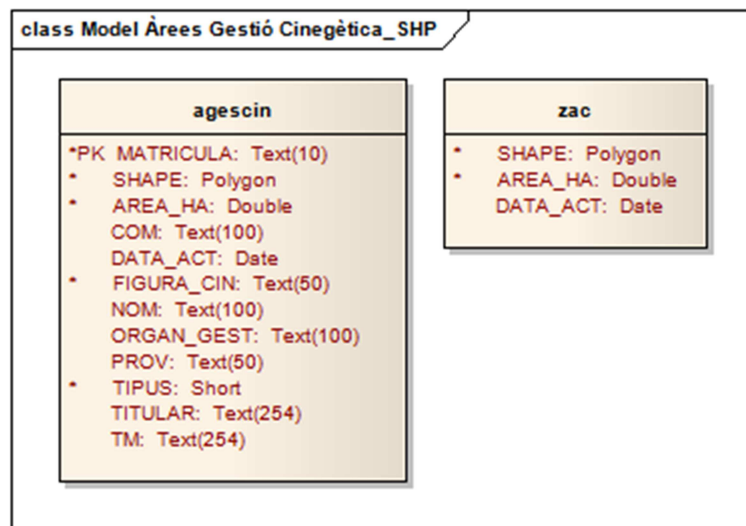 class Model Àrees Gestió Cinegètica_SHP
agescin
*PK MATRICULA: Text(10)
* SHAPE: Polygon
* AREA_HA: Double
COM: Text(100)
DATA_ACT: Date
* FIGURA_CIN: Text(50)
NOM: Text(100)
ORGAN_GEST: Text(100)
PROV: Text(50)
* TIPUS: Short
TITULAR: Text(254)
TM: Text(254)
zac
* SHAPE: Polygon
* AREA_HA: Double
DATA_ACT: Date